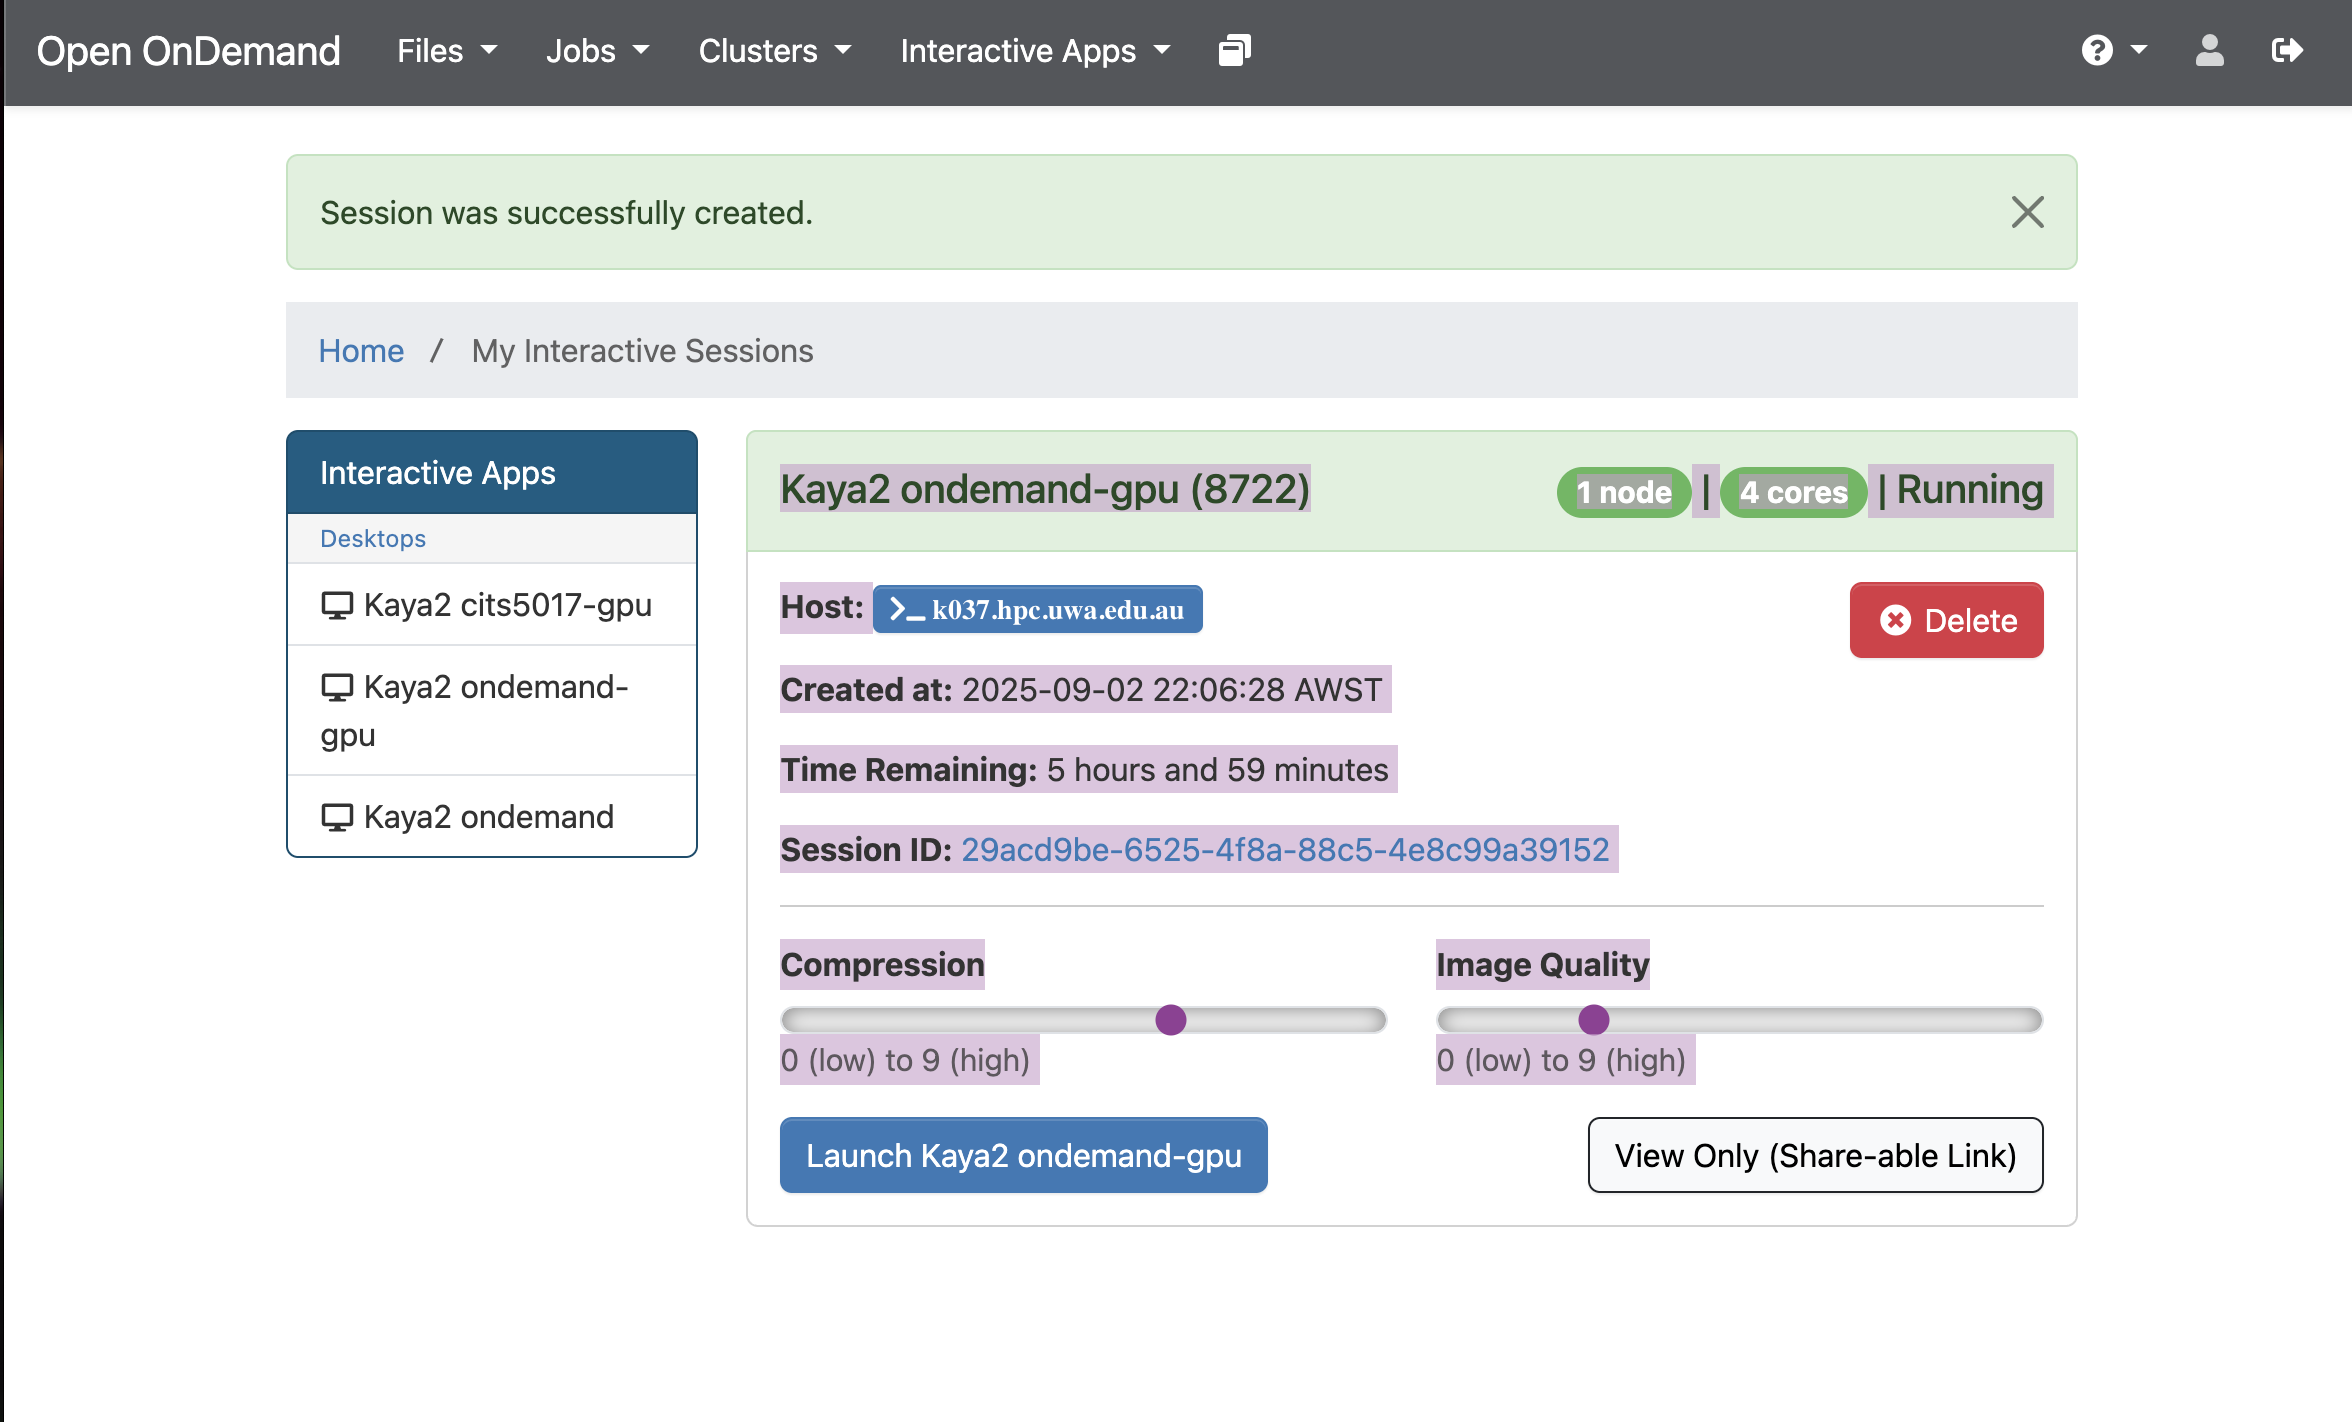 Open OnDemand Files Jobs Clusters Interactive Apps
Session was successfully created.
Home / My Interactive Sessions
Interactive Apps
Desktops
Kaya2 cits5017-gpu
Kaya2 ondemand-
gpu
Kaya2 ondemand
Kaya2 ondemand-gpu (8722) 1 node | 4 cores | Running
Host: >_ k037.hpc.uwa.edu.au
Delete
Created at: 2025-09-02 22:06:28 AWST
Time Remaining: 5 hours and 59 minutes
Session ID: 29acd9be-6525-4f8a-88c5-4e8c99a39152
Compression
0 (low) to 9 (high)
Image Quality
0 (low) to 9 (high)
Launch Kaya2 ondemand-gpu
View Only (Share-able Link)